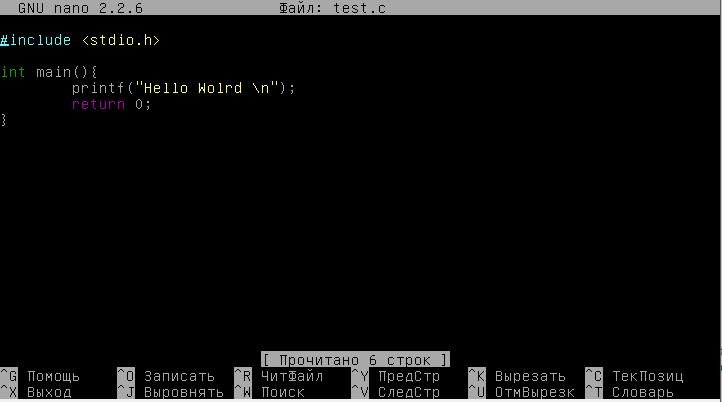 GNU nano 2.2.6 Файл: test.c
#include <stdio.h>
int main(){
printf("Hello Wolrd \n");
return 0;
}
[ Прочитано 6 строк ]
^G Помощь ^O Записать ^R ЧитФайл ^Y ПредСтр ^K Вырезать ^C ТекПозиц
^X Выход ^J Выровнять ^W Поиск ^V СледСтр ^U ОтмВырезк ^T Словарь